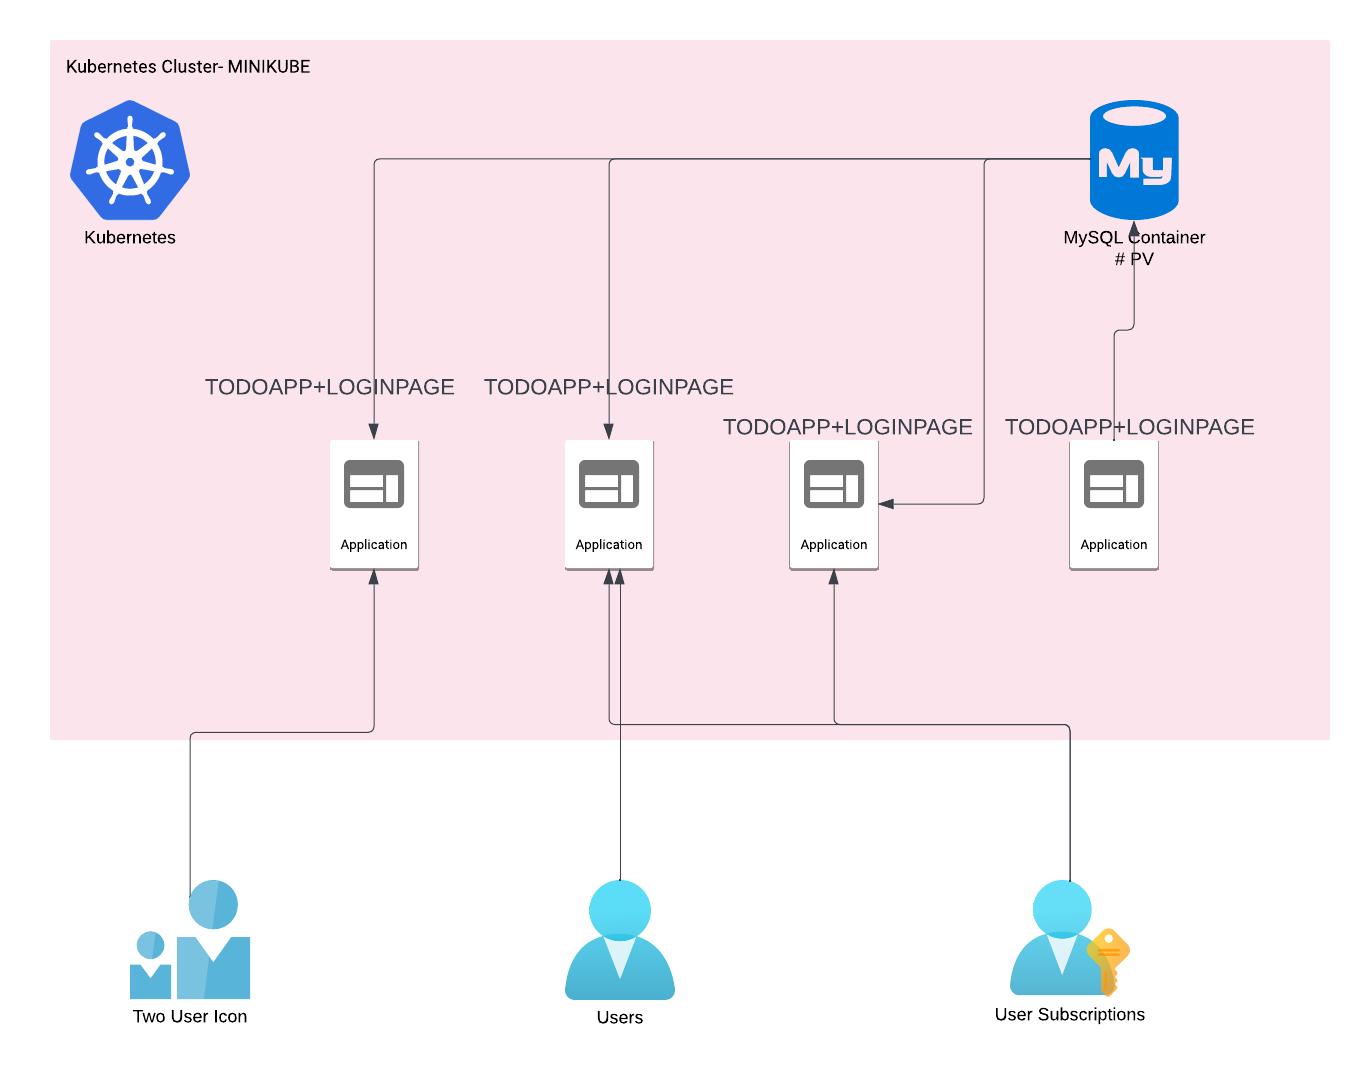 Kubernetes Cluster- MINIKUBE
My
Kubernetes
MySQL Container
# PV
TODOAPP+LOGINPAGE
TODOAPP+LOGINPAGE
TODOAPP+LOGINPAGE
TODOAPP+LOGINPAGE
Application
Application
Application
Application
Two User Icon
Users
User Subscriptions